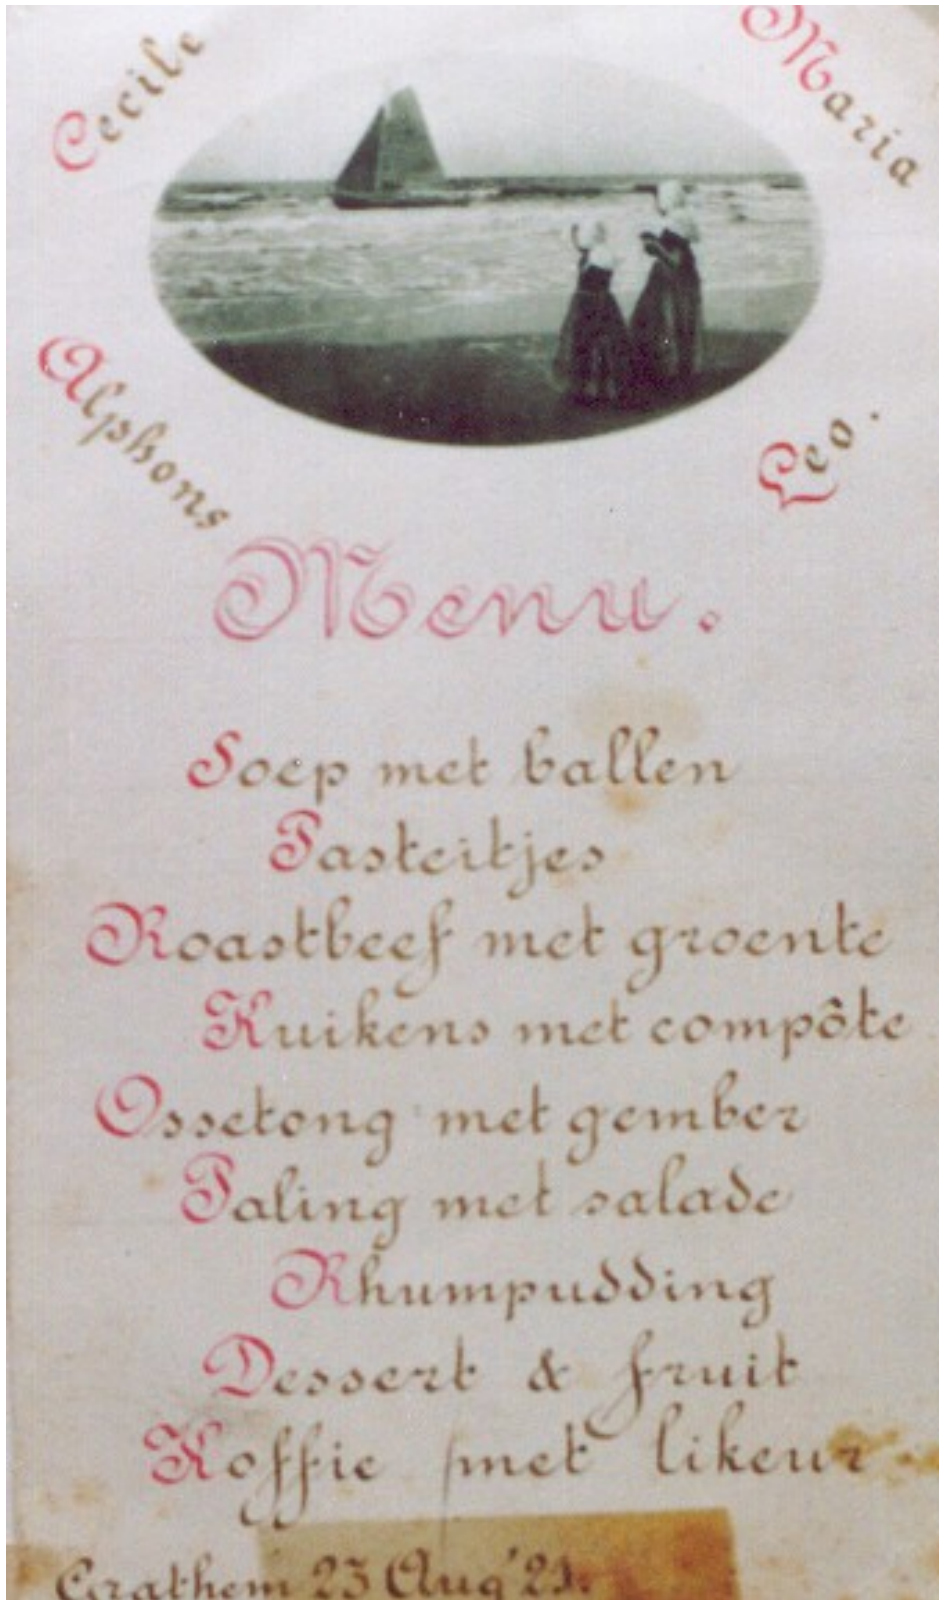 Cecile
Maria
Alphons
Leo.
Menu.
Soep met ballen
Pasteitjes
Roastbeef met groente
Kuikens met compôte
Ossetong met gember
Paling met salade
Rhumpudding
Dessert & fruit
Koffie met likeur.
Grathem 23 Aug '21.